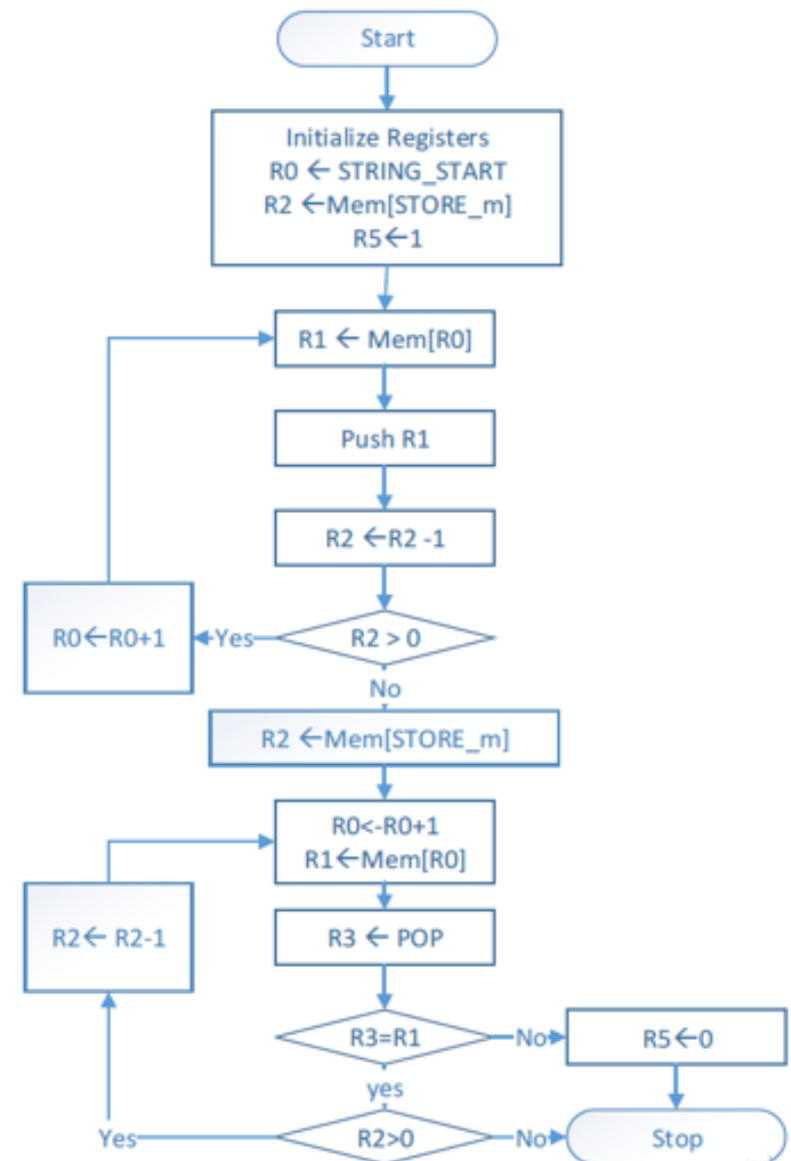 Start
Initialize Registers
R0 ← STRING_START
R2 ←Mem[STORE_m]
R5←1
R1 ← Mem[R0]
Push R1
R2 ←R2 -1
R0←R0+1
Yes
R2 > 0
No
R2 ←Mem[STORE_m]
R0<-R0+1
R1←Mem[R0]
R2← R2-1
R3 ← POP
R3=R1
No
R5←0
yes
Yes
R2>0
No
Stop